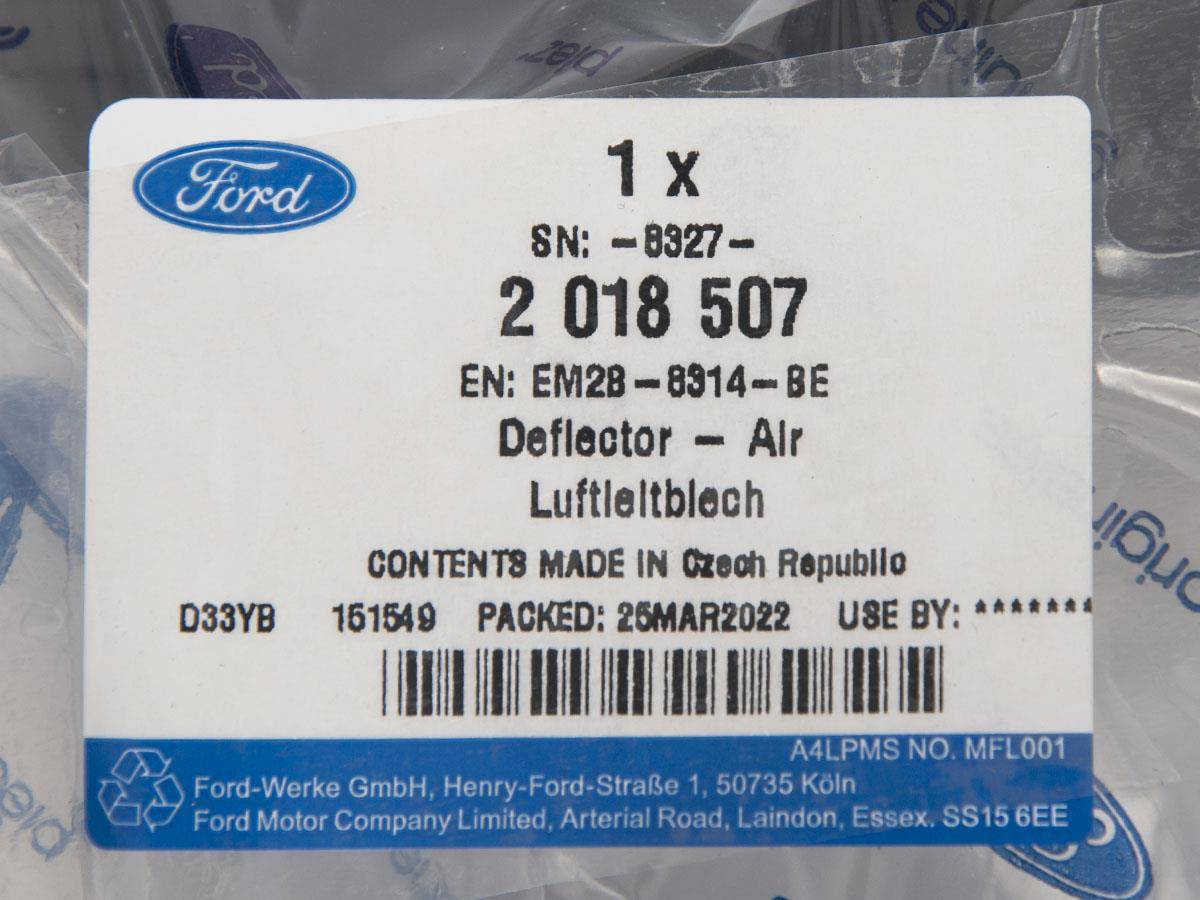 Ford
1 x
SN: -8327-
2 018 507
EN: EM2B-8314-BE
Deflector - Air
Luftleitblech
CONTENTS MADE IN Czech Republic
D33YB 151549 PACKED: 25MAR2022 USE BY: *******
A4LPMS NO. MFL001
Ford-Werke GmbH, Henry-Ford-Straße 1, 50735 Köln
Ford Motor Company Limited, Arterial Road, Laindon, Essex. SS15 6EE